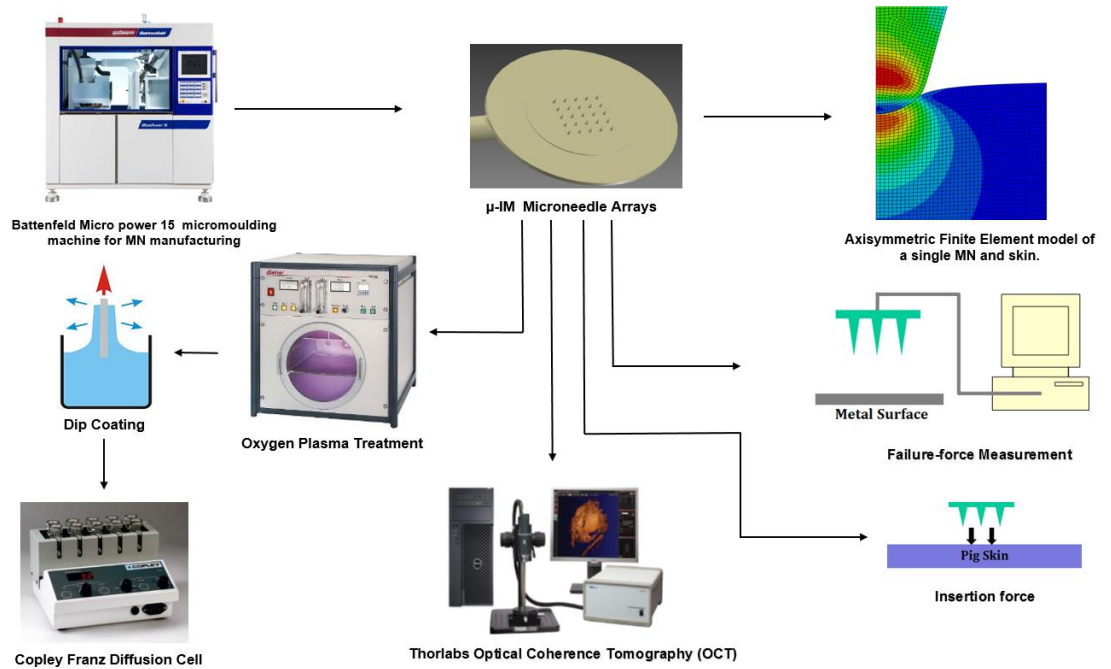 Battenfeld Micro power 15 micromoulding
machine for MN manufacturing
µ-IM Microneedle Arrays
Axisymmetric Finite Element model of
a single MN and skin.
diener
Dip Coating
Oxygen Plasma Treatment
Metal Surface
Failure-force Measurement
COPLEY
Pig Skin
Insertion force
Copley Franz Diffusion Cell
Thorlabs Optical Coherence Tomography (OCT)